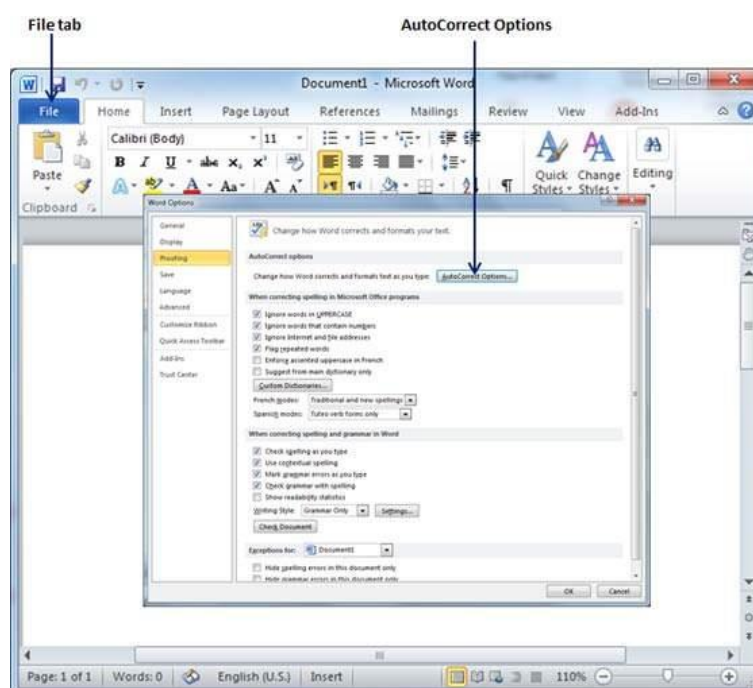 File tab
AutoCorrect Options
Document1 - Microsoft Word
File Home Insert Page Layout References Mailings Review View Add-Ins
Calibri (Body) 11
Paste
Quick Styles
Change Styles
Editing
Clipboard
Word Options
General
Display
Proofing
Save
Language
Advanced
Customize Ribbon
Quick Access Toolbar
Add-Ins
Trust Center
Change how Word corrects and formats your text.
AutoCorrect options
Change how Word corrects and formats text as you type: AutoCorrect Options...
When correcting spelling in Microsoft Office programs
Ignore words in UPPERCASE
Ignore words that contain numbers
Ignore Internet and file addresses
Flag repeated words
Enforce accented uppercase in French
Suggest from main dictionary only
Custom Dictionaries...
French modes: Traditional and new spellings
Spanish modes: Tuteo verb forms only
When correcting spelling and grammar in Word
Check spelling as you type
Use contextual spelling
Mark grammar errors as you type
Check grammar with spelling
Show readability statistics
Writing Style: Grammar Only Settings...
Check Document
Exceptions for: Document1
Hide spelling errors in this document only
Hide grammar errors in this document only
OK Cancel
Page: 1 of 1 Words: 0 English (U.S.) Insert 110%